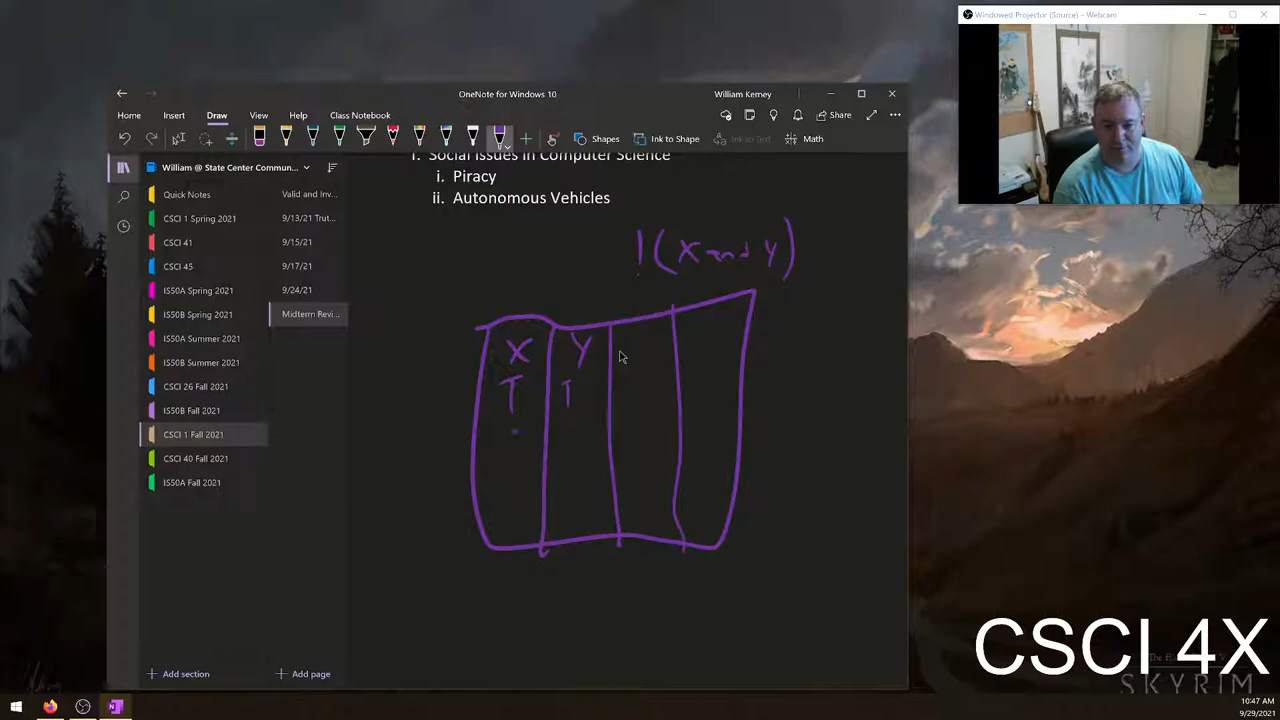 Windowed Projector (Source) - Webcam
OneNote for Windows 10
William Kerney
Home Insert Draw View Help Class Notebook
Share
Shapes Ink to Shape Ink to Text Math
William @ State Center Commun...
Quick Notes
CSCI 1 Spring 2021
CSCI 41
CSCI 45
IS50A Spring 2021
IS50B Spring 2021
IS50A Summer 2021
IS50B Summer 2021
CSCI 26 Fall 2021
IS50B Fall 2021
CSCI 1 Fall 2021
CSCI 40 Fall 2021
IS50A Fall 2021
Add section
Valid and Inv...
9/13/21 Trut...
9/15/21
9/17/21
9/24/21
Midterm Revi...
Add page
Social Issues in Computer Science
i. Piracy
ii. Autonomous Vehicles
!(X and Y)
X Y
T T
CSCI 4X
SKYRIM
10:47 AM
9/29/2021